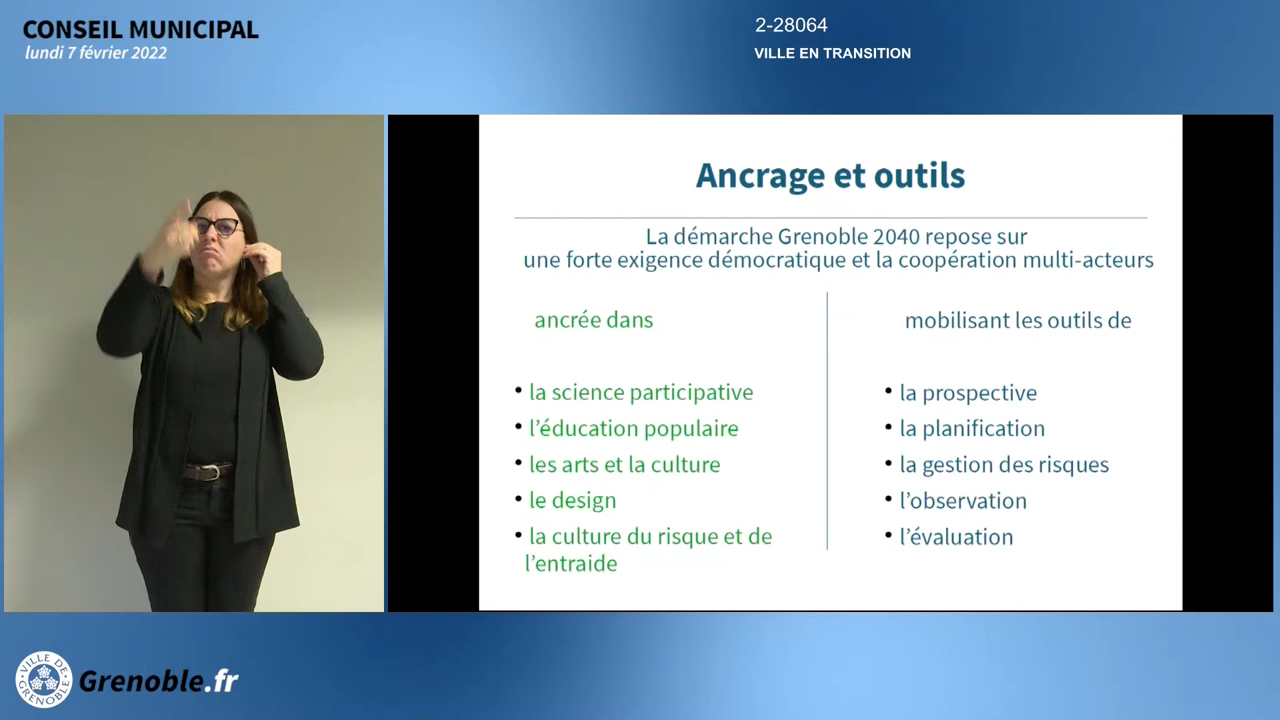 CONSEIL MUNICIPAL
lundi 7 février 2022
2-28064
VILLE EN TRANSITION
Ancrage et outils
La démarche Grenoble 2040 repose sur
une forte exigence démocratique et la coopération multi-acteurs
ancrée dans
• la science participative
• l’éducation populaire
• les arts et la culture
• le design
• la culture du risque et de
l’entraide
mobilisant les outils de
• la prospective
• la planification
• la gestion des risques
• l’observation
• l’évaluation
VILLE DE GRENOBLE
Grenoble.fr